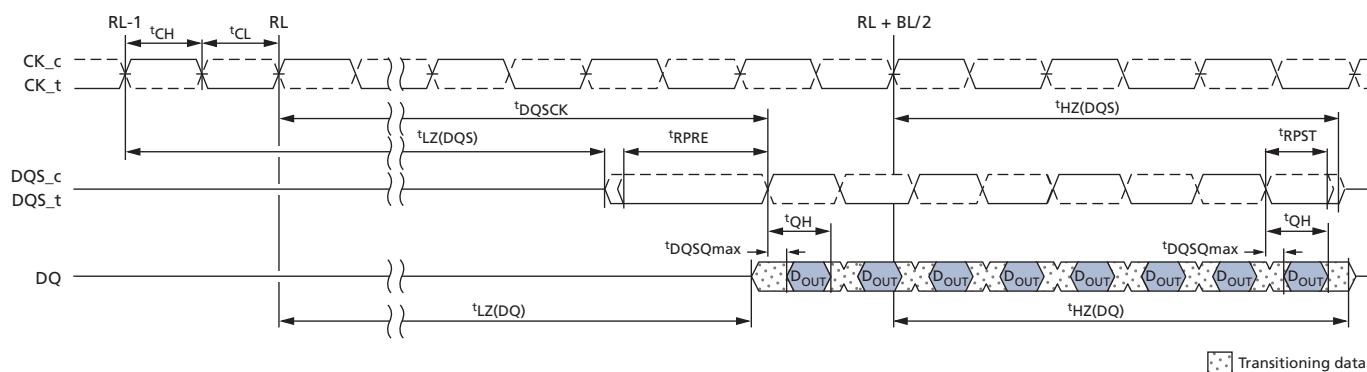 RL-1 RL RL + BL/2
tCH tCL
CK_c
CK_t
tDQSCK tHZ(DQS)
tLZ(DQS) tRPRE tRPST
DQS_c
DQS_t
tQH tQH
tDQSQmax tDQSQmax
DQ DOUT DOUT DOUT DOUT DOUT DOUT DOUT DOUT
tLZ(DQ) tHZ(DQ)
Transitioning data